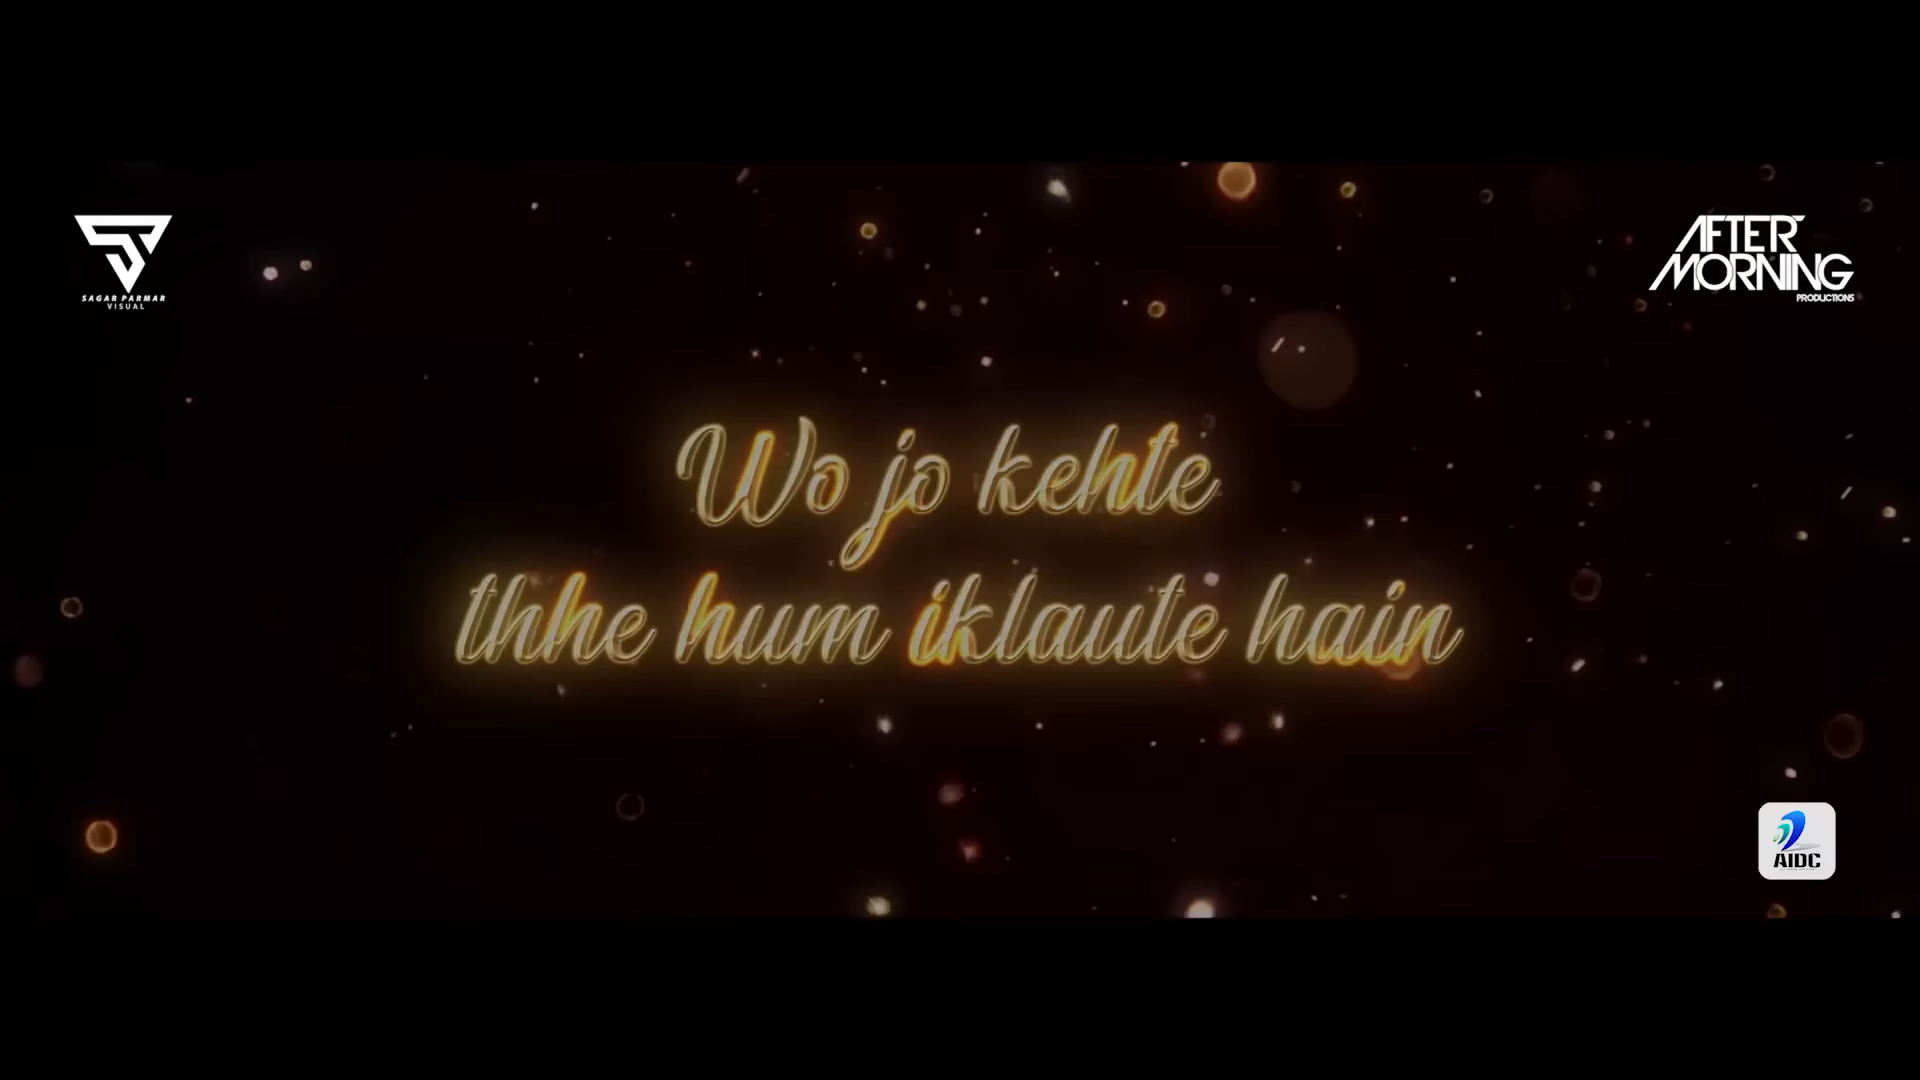 SAGAR PARMAR
VISUAL
AFTER
MORNING
PRODUCTIONS
Wo jo kehte
thhe hum iklaute hain
AIDC